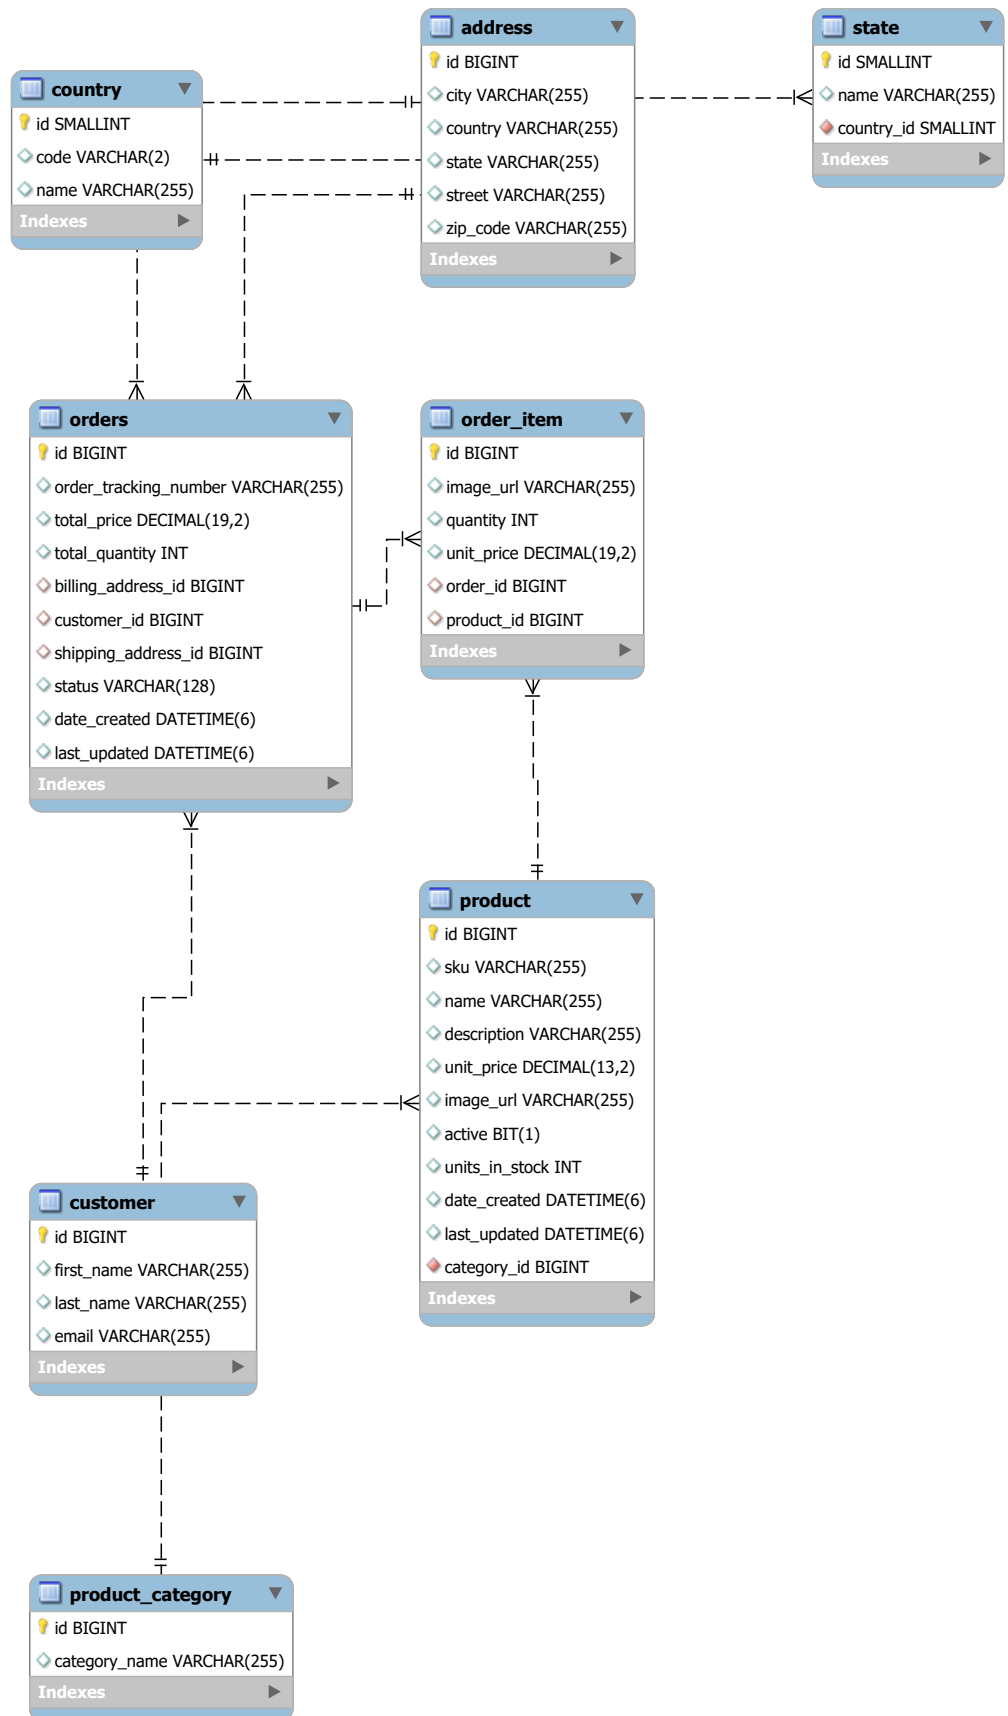 address
id BIGINT
city VARCHAR(255)
country VARCHAR(255)
state VARCHAR(255)
street VARCHAR(255)
zip_code VARCHAR(255)
Indexes
state
id SMALLINT
name VARCHAR(255)
country_id SMALLINT
Indexes
country
id SMALLINT
code VARCHAR(2)
name VARCHAR(255)
Indexes
orders
id BIGINT
order_tracking_number VARCHAR(255)
total_price DECIMAL(19,2)
total_quantity INT
billing_address_id BIGINT
customer_id BIGINT
shipping_address_id BIGINT
status VARCHAR(128)
date_created DATETIME(6)
last_updated DATETIME(6)
Indexes
order_item
id BIGINT
image_url VARCHAR(255)
quantity INT
unit_price DECIMAL(19,2)
order_id BIGINT
product_id BIGINT
Indexes
product
id BIGINT
sku VARCHAR(255)
name VARCHAR(255)
description VARCHAR(255)
unit_price DECIMAL(13,2)
image_url VARCHAR(255)
active BIT(1)
units_in_stock INT
date_created DATETIME(6)
last_updated DATETIME(6)
category_id BIGINT
Indexes
customer
id BIGINT
first_name VARCHAR(255)
last_name VARCHAR(255)
email VARCHAR(255)
Indexes
product_category
id BIGINT
category_name VARCHAR(255)
Indexes